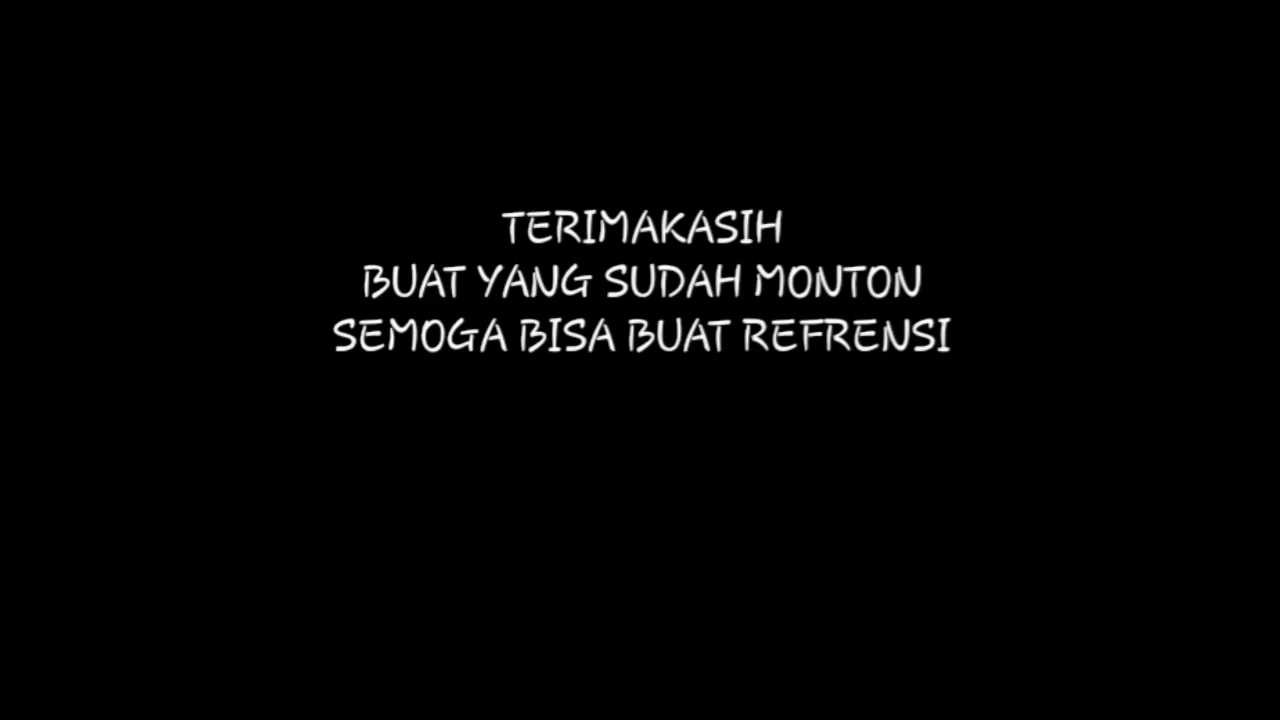 TERIMAKASIH
BUAT YANG SUDAH MONTON
SEMOGA BISA BUAT REFRENSI